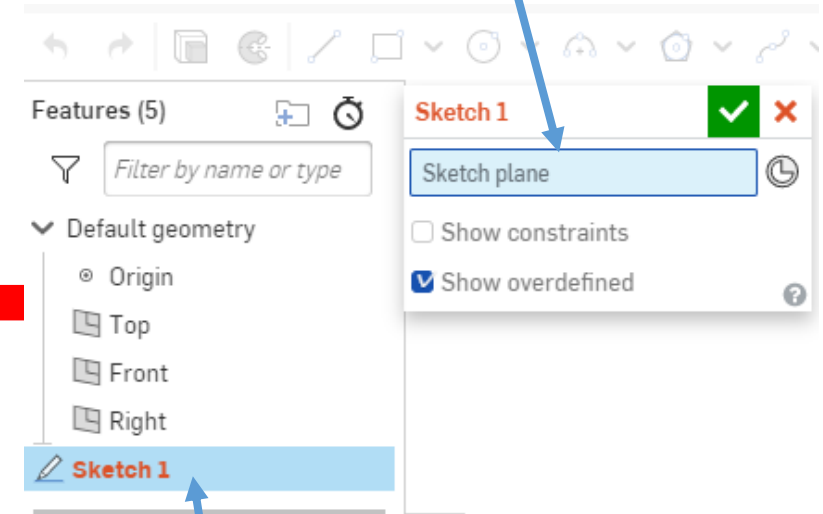 Features (5)
Filter by name or type
Default geometry
Origin
Top
Front
Right
Sketch 1
Sketch 1
Sketch plane
Show constraints
Show overdefined
?